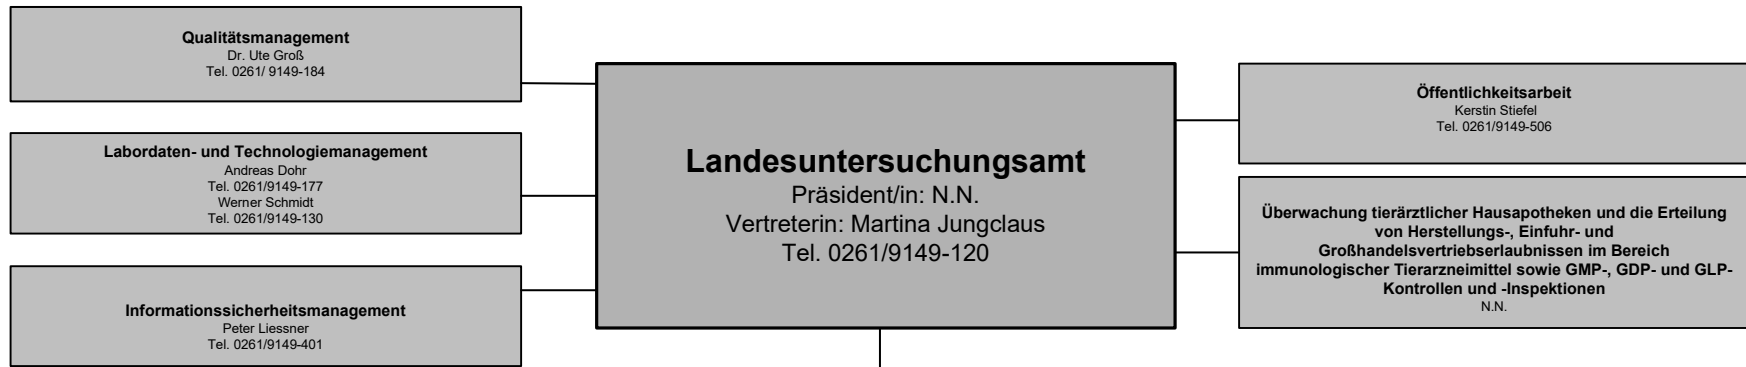 Qualitätsmanagement
Dr. Ute Groß
Tel. 0261/ 9149-184
Labordaten- und Technologiemanagement
Andreas Dohr
Tel. 0261/9149-177
Werner Schmidt
Tel. 0261/9149-130
Informationssicherheitsmanagement
Peter Liessner
Tel. 0261/9149-401
Landesuntersuchungsamt
Präsident/in: N.N.
Vertreterin: Martina Jungclaus
Tel. 0261/9149-120
Öffentlichkeitsarbeit
Kerstin Stiefel
Tel. 0261/9149-506
Überwachung tierärztlicher Hausapotheken und die Erteilung
von Herstellungs-, Einfuhr- und
Großhandelsvertriebserlaubnissen im Bereich
immunologischer Tierarzneimittel sowie GMP-, GDP- und GLP-
Kontrollen und -Inspektionen
N.N.